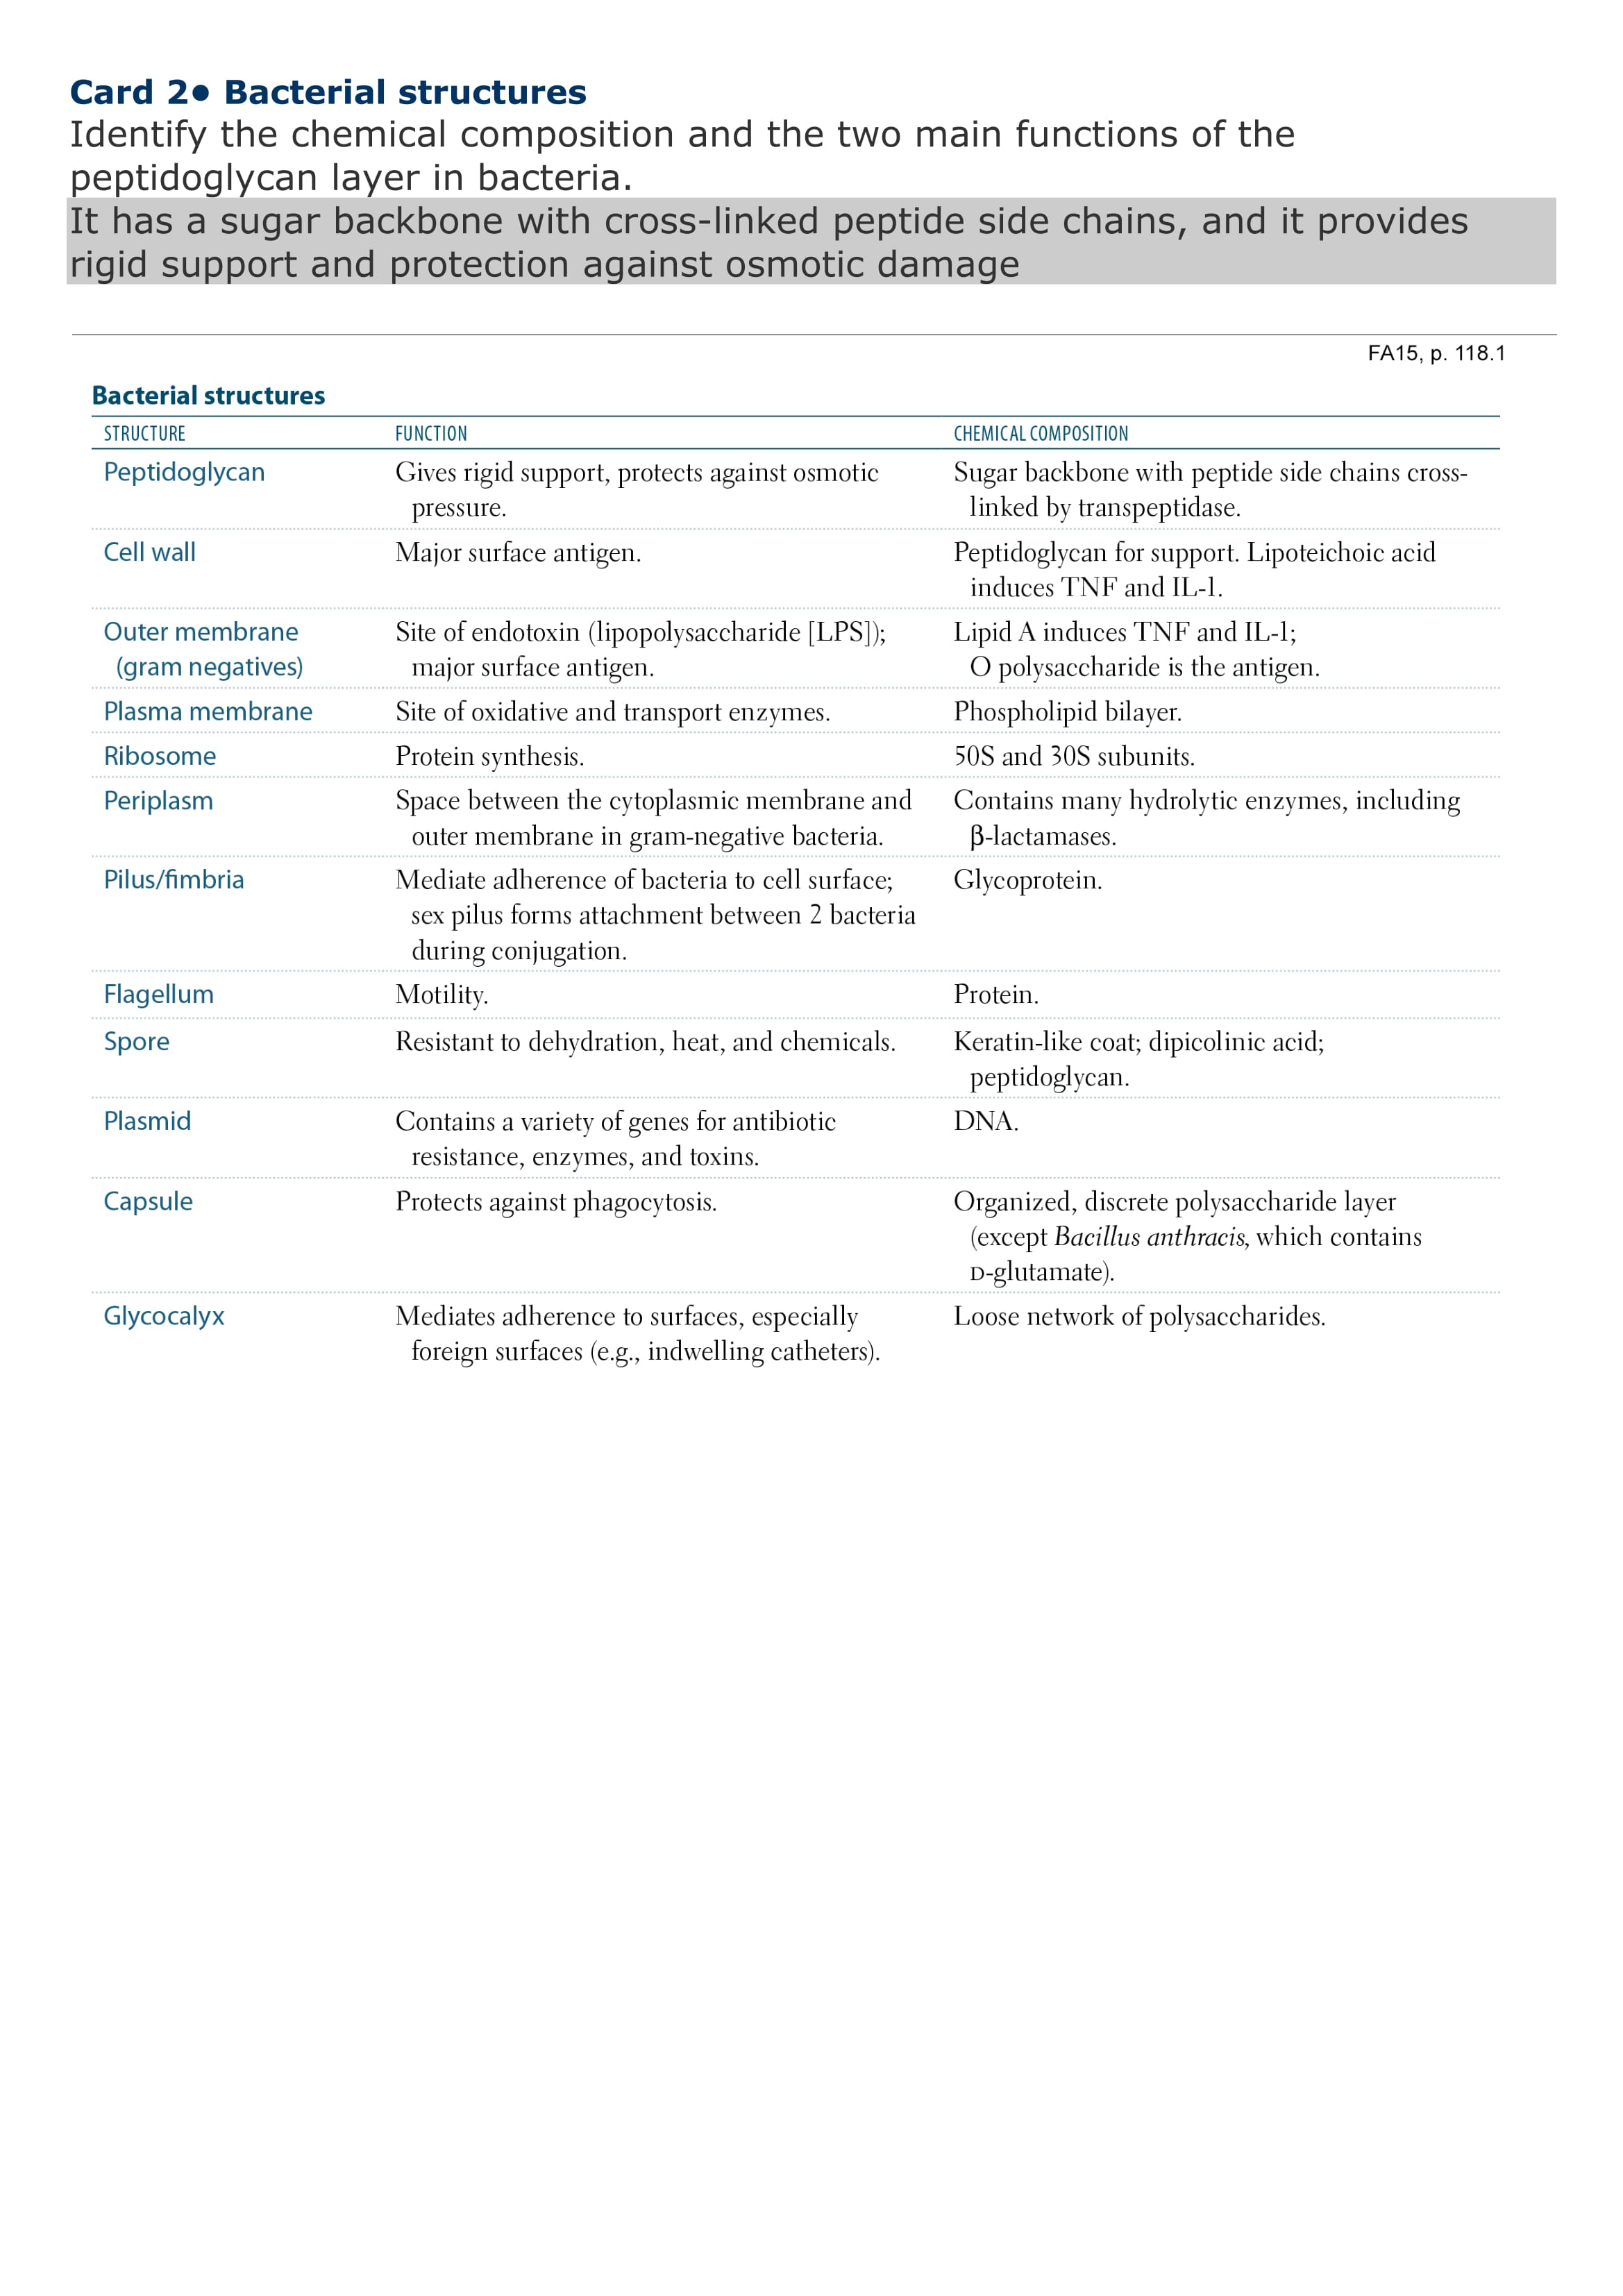 Card 2● Bacterial structures
Identify the chemical composition and the two main functions of the
peptidoglycan layer in bacteria.
It has a sugar backbone with cross-linked peptide side chains, and it provides
rigid support and protection against osmotic damage
FA15, p. 118.1
Bacterial structures
STRUCTURE FUNCTION CHEMICAL COMPOSITION
Peptidoglycan Gives rigid support, protects against osmotic Sugar backbone with peptide side chains cross-
pressure. linked by transpeptidase.
Cell wall Major surface antigen. Peptidoglycan for support. Lipoteichoic acid
induces TNF and IL-1.
Outer membrane Site of endotoxin (lipopolysaccharide [LPS]); Lipid A induces TNF and IL-1;
(gram negatives) major surface antigen. O polysaccharide is the antigen.
Plasma membrane Site of oxidative and transport enzymes. Phospholipid bilayer.
Ribosome Protein synthesis. 50S and 30S subunits.
Periplasm Space between the cytoplasmic membrane and Contains many hydrolytic enzymes, including
outer membrane in gram-negative bacteria. β-lactamases.
Pilus/fimbria Mediate adherence of bacteria to cell surface; Glycoprotein.
sex pilus forms attachment between 2 bacteria
during conjugation.
Flagellum Motility. Protein.
Spore Resistant to dehydration, heat, and chemicals. Keratin-like coat; dipicolinic acid;
peptidoglycan.
Plasmid Contains a variety of genes for antibiotic DNA.
resistance, enzymes, and toxins.
Capsule Protects against phagocytosis. Organized, discrete polysaccharide layer
(except Bacillus anthracis, which contains
D-glutamate).
Glycocalyx Mediates adherence to surfaces, especially Loose network of polysaccharides.
foreign surfaces (e.g., indwelling catheters).